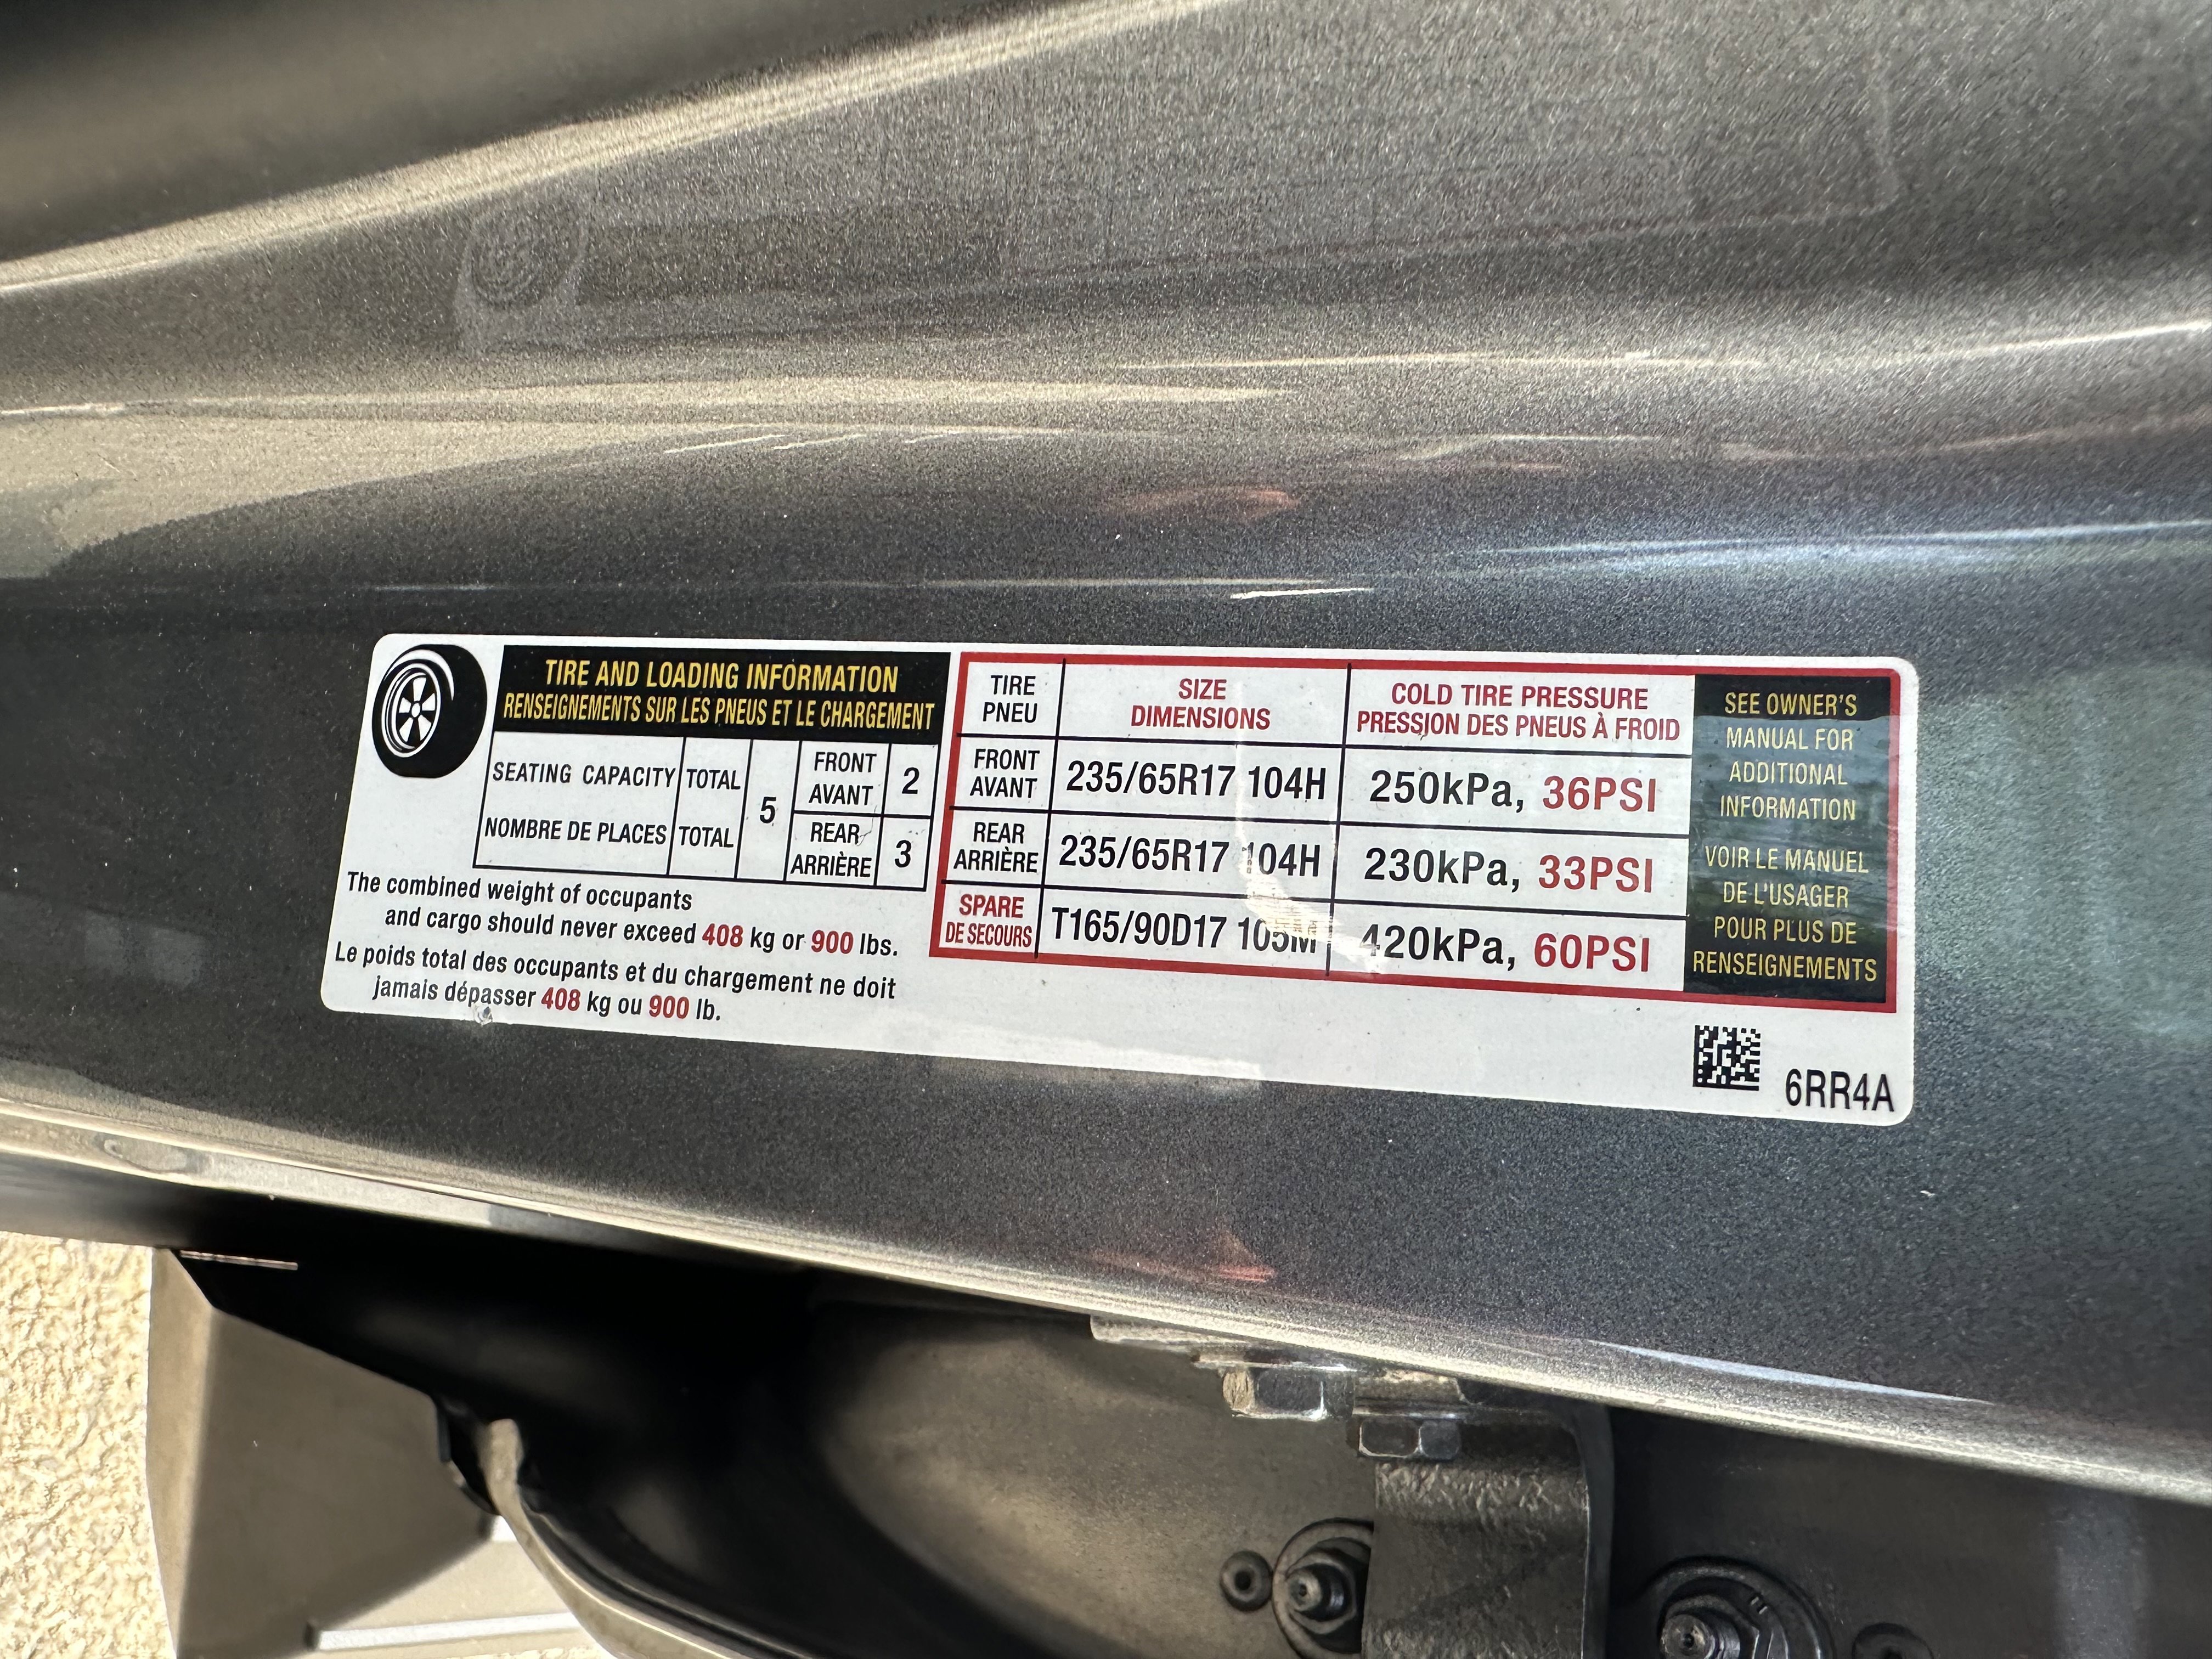 TIRE AND LOADING INFORMATION
RENSEIGNEMENTS SUR LES PNEUS ET LE CHARGEMENT
SEATING CAPACITY TOTAL 5 FRONT AVANT 2
NOMBRE DE PLACES TOTAL REAR ARRIÈRE 3
The combined weight of occupants
and cargo should never exceed 408 kg or 900 lbs.
Le poids total des occupants et du chargement ne doit
jamais dépasser 408 kg ou 900 lb.
TIRE SIZE COLD TIRE PRESSURE
PNEU DIMENSIONS PRESSION DES PNEUS À FROID
FRONT AVANT 235/65R17 104H 250kPa, 36PSI
REAR ARRIÈRE 235/65R17 104H 230kPa, 33PSI
SPARE DE SECOURS T165/90D17 105M 420kPa, 60PSI
SEE OWNER'S
MANUAL FOR
ADDITIONAL
INFORMATION
VOIR LE MANUEL
DE L'USAGER
POUR PLUS DE
RENSEIGNEMENTS
6RR4A